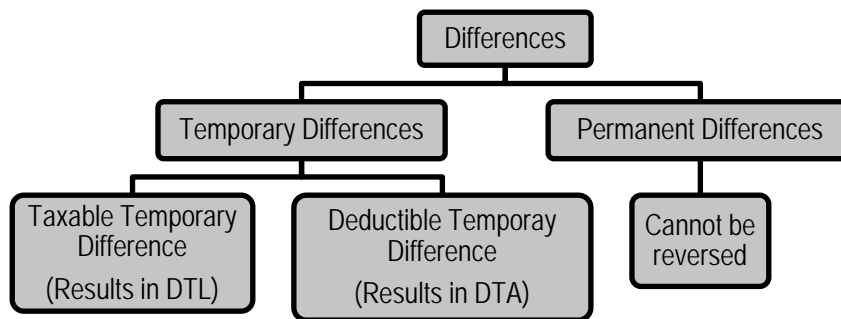 Differences
Temporary Differences
Permanent Differences
Taxable Temporary
Difference
(Results in DTL)
Deductible Temporay
Difference
(Results in DTA)
Cannot be
reversed